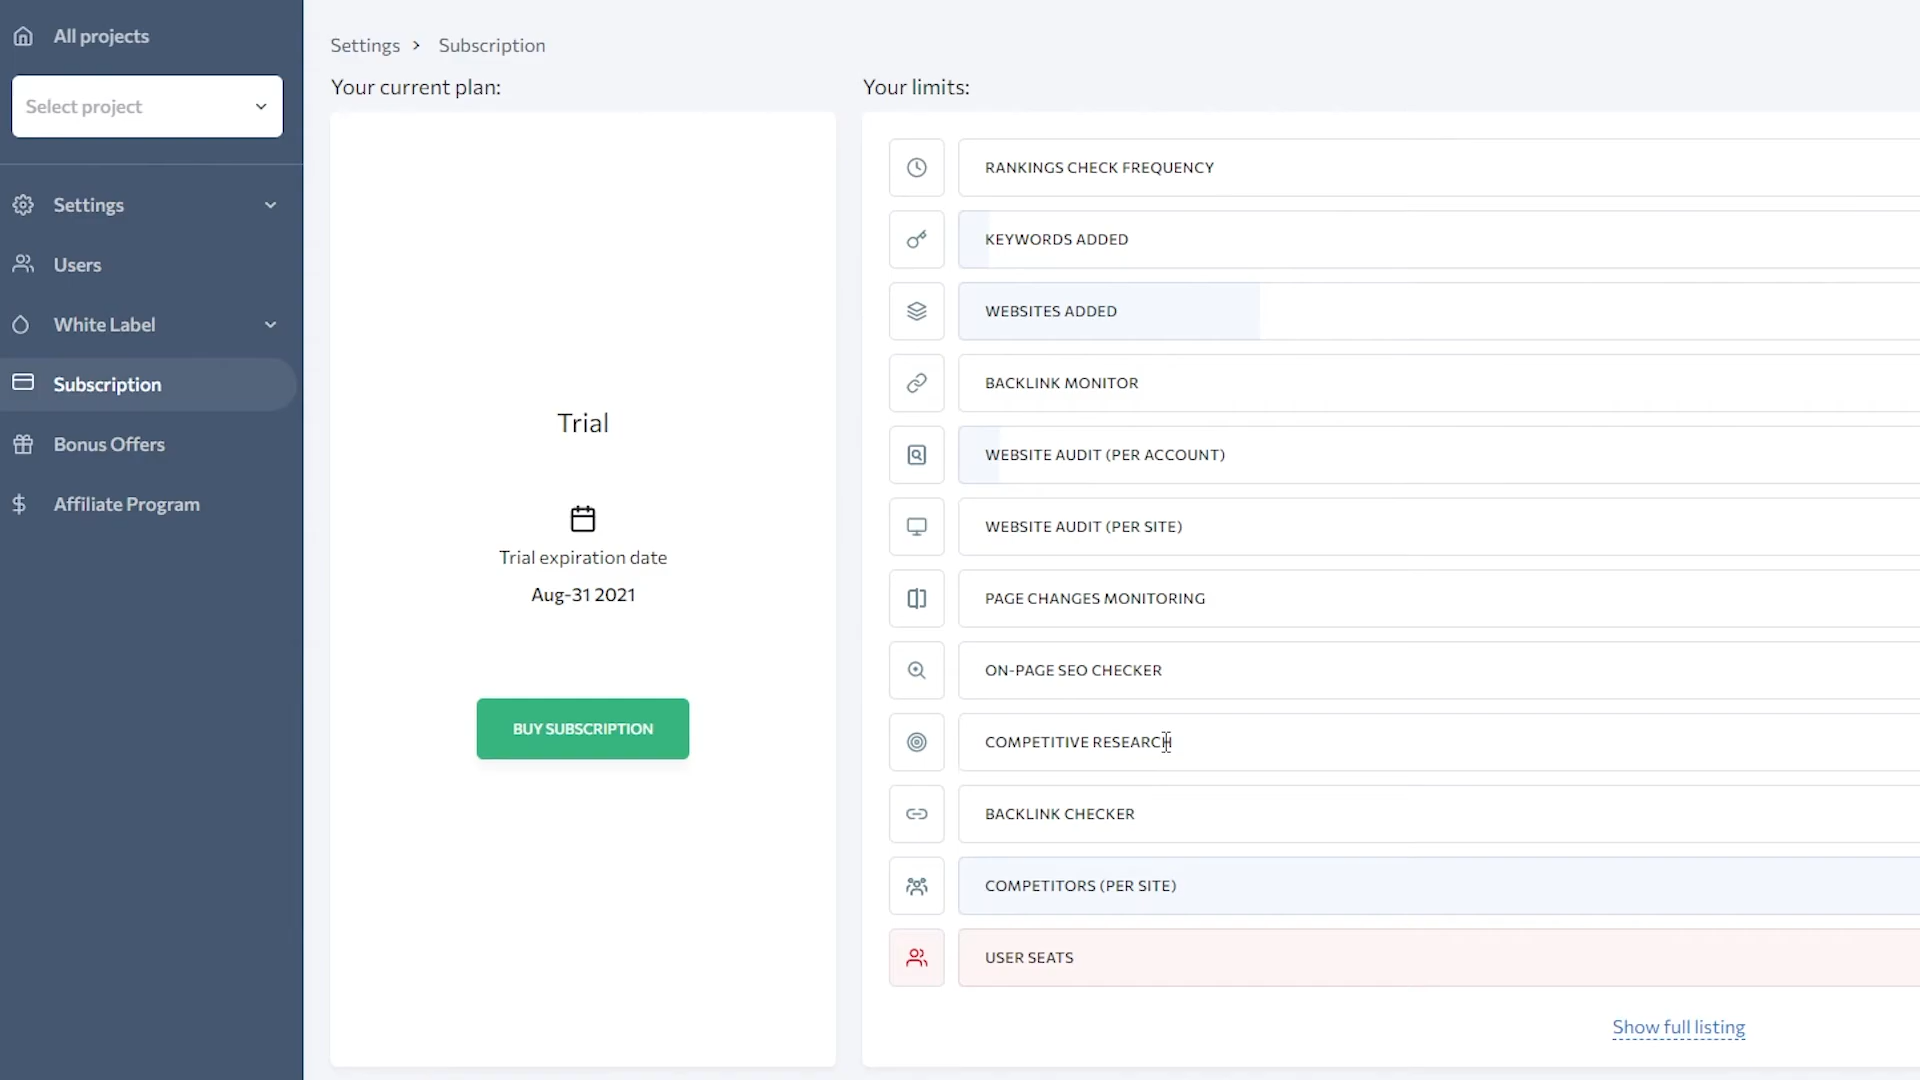 All projects
Select project
Settings
Users
White Label
Subscription
Bonus Offers
Affiliate Program
Settings > Subscription
Your current plan:
Trial
Trial expiration date
Aug-31 2021
BUY SUBSCRIPTION
Your limits:
RANKINGS CHECK FREQUENCY
KEYWORDS ADDED
WEBSITES ADDED
BACKLINK MONITOR
WEBSITE AUDIT (PER ACCOUNT)
WEBSITE AUDIT (PER SITE)
PAGE CHANGES MONITORING
ON-PAGE SEO CHECKER
COMPETITIVE RESEARCH
BACKLINK CHECKER
COMPETITORS (PER SITE)
USER SEATS
Show full listing